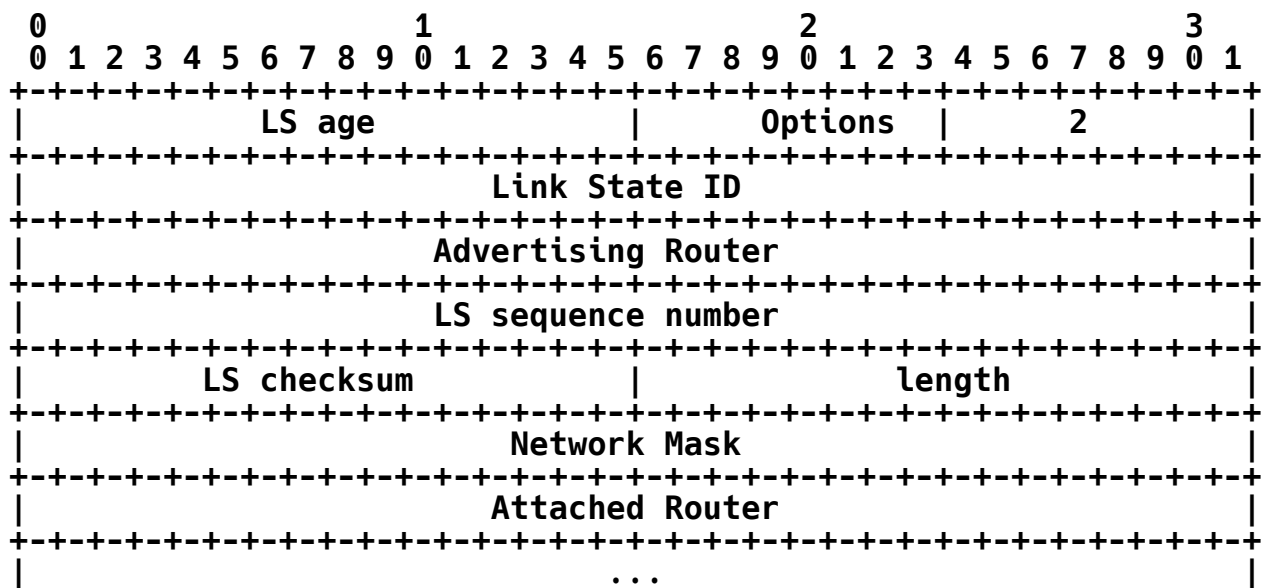 0                   1                   2                   3
 0 1 2 3 4 5 6 7 8 9 0 1 2 3 4 5 6 7 8 9 0 1 2 3 4 5 6 7 8 9 0 1
+-+-+-+-+-+-+-+-+-+-+-+-+-+-+-+-+-+-+-+-+-+-+-+-+-+-+-+-+-+-+-+-+
|            LS age             |      Options  |      2        |
+-+-+-+-+-+-+-+-+-+-+-+-+-+-+-+-+-+-+-+-+-+-+-+-+-+-+-+-+-+-+-+-+
|                        Link State ID                          |
+-+-+-+-+-+-+-+-+-+-+-+-+-+-+-+-+-+-+-+-+-+-+-+-+-+-+-+-+-+-+-+-+
|                     Advertising Router                        |
+-+-+-+-+-+-+-+-+-+-+-+-+-+-+-+-+-+-+-+-+-+-+-+-+-+-+-+-+-+-+-+-+
|                     LS sequence number                        |
+-+-+-+-+-+-+-+-+-+-+-+-+-+-+-+-+-+-+-+-+-+-+-+-+-+-+-+-+-+-+-+-+
|         LS checksum           |             length            |
+-+-+-+-+-+-+-+-+-+-+-+-+-+-+-+-+-+-+-+-+-+-+-+-+-+-+-+-+-+-+-+-+
|                         Network Mask                          |
+-+-+-+-+-+-+-+-+-+-+-+-+-+-+-+-+-+-+-+-+-+-+-+-+-+-+-+-+-+-+-+-+
|                        Attached Router                        |
+-+-+-+-+-+-+-+-+-+-+-+-+-+-+-+-+-+-+-+-+-+-+-+-+-+-+-+-+-+-+-+-+
|                              ...                              |